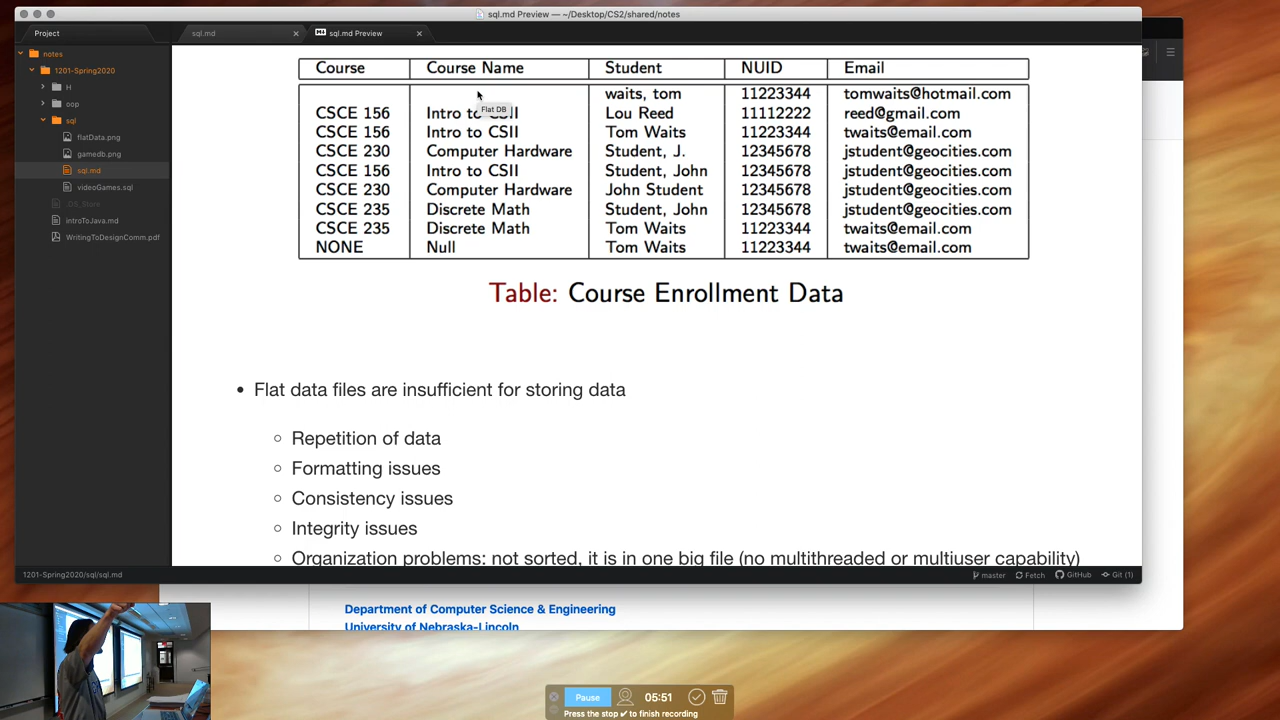 sql.md Preview — ~/Desktop/CS2/shared/notes
Project
sql.md
sql.md Preview
notes
1201-Spring2020
H
oop
sql
flatData.png
gamedb.png
sql.md
videoGames.sql
.DS_Store
introToJava.md
WritingToDesignComm.pdf
Course Course Name Student NUID Email
waits, tom 11223344 tomwaits@hotmail.com
Flat DB
CSCE 156 Intro to CSII Lou Reed 11112222 reed@gmail.com
CSCE 156 Intro to CSII Tom Waits 11223344 twaits@email.com
CSCE 230 Computer Hardware Student, J. 12345678 jstudent@geocities.com
CSCE 156 Intro to CSII Student, John 12345678 jstudent@geocities.com
CSCE 230 Computer Hardware John Student 12345678 jstudent@geocities.com
CSCE 235 Discrete Math Student, John 12345678 jstudent@geocities.com
CSCE 235 Discrete Math Tom Waits 11223344 twaits@email.com
NONE Null Tom Waits 11223344 twaits@email.com
Table: Course Enrollment Data
• Flat data files are insufficient for storing data
○ Repetition of data
○ Formatting issues
○ Consistency issues
○ Integrity issues
○ Organization problems: not sorted, it is in one big file (no multithreaded or multiuser capability)
1201-Spring2020/sql/sql.md
master Fetch GitHub Git (1)
Department of Computer Science & Engineering
University of Nebraska-Lincoln
Pause 05:51
Press the stop ✔ to finish recording